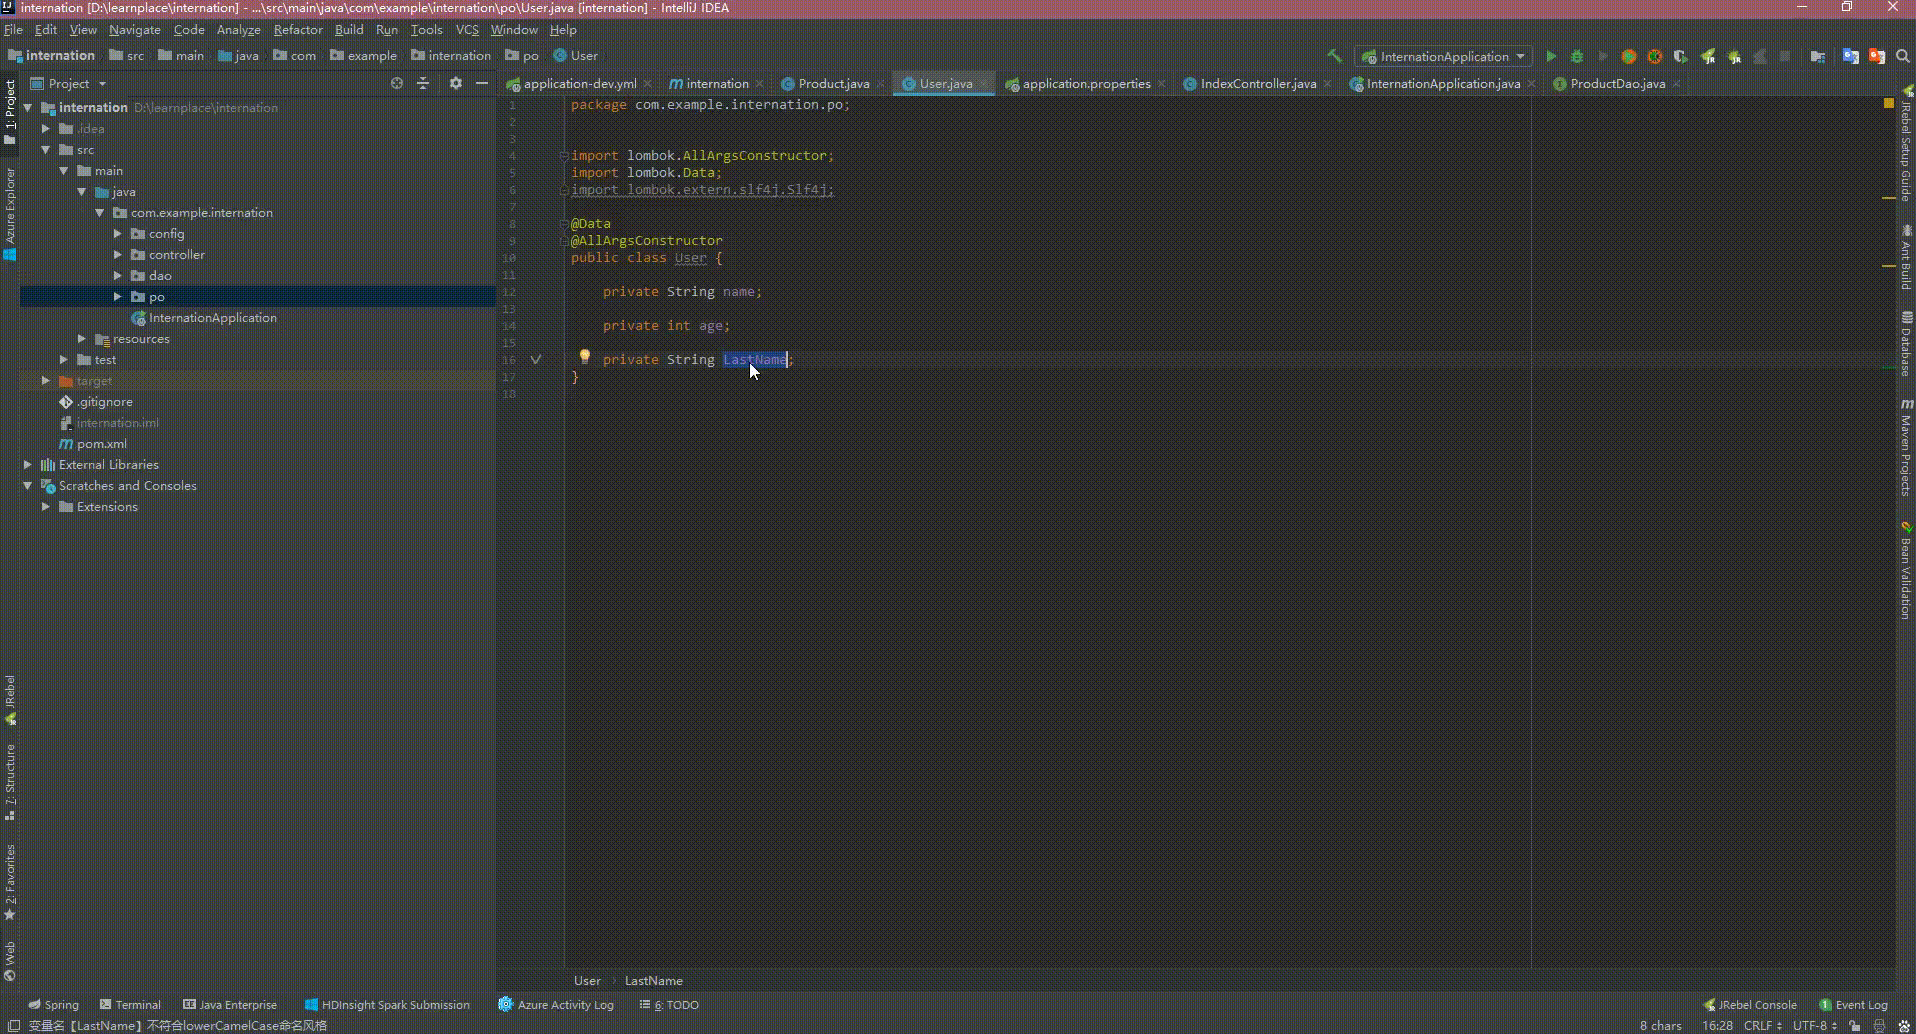 internation [D:\learnplace\internation] - ...\src\main\java\com\example\internation\po\User.java [internation] - IntelliJ IDEA
File Edit View Navigate Code Analyze Refactor Build Run Tools VCS Window Help
internation src main java com example internation po User InternationApplication
1: Project
Azure Explorer
JRebel
7: Structure
2: Favorites
Web
Project
internation D:\learnplace\internation
.idea
src
main
java
com.example.internation
config
controller
dao
po
InternationApplication
resources
test
target
.gitignore
internation.iml
pom.xml
External Libraries
Scratches and Consoles
Extensions
application-dev.yml internation Product.java User.java application.properties IndexController.java InternationApplication.java ProductDao.java
1 package com.example.internation.po;
2
3
4 import lombok.AllArgsConstructor;
5 import lombok.Data;
6 import lombok.extern.slf4j.Slf4j;
7
8 @Data
9 @AllArgsConstructor
10 public class User {
11
12 private String name;
13
14 private int age;
15
16 private String LastName;
17 }
18
JRebel Setup Guide
Ant Build
Database
Maven Projects
Bean Validation
User LastName
Spring Terminal Java Enterprise HDInsight Spark Submission Azure Activity Log 6: TODO JRebel Console 1 Event Log
变量名【LastName】不符合lowerCamelCase命名风格 8 chars 16:28 CRLF UTF-8